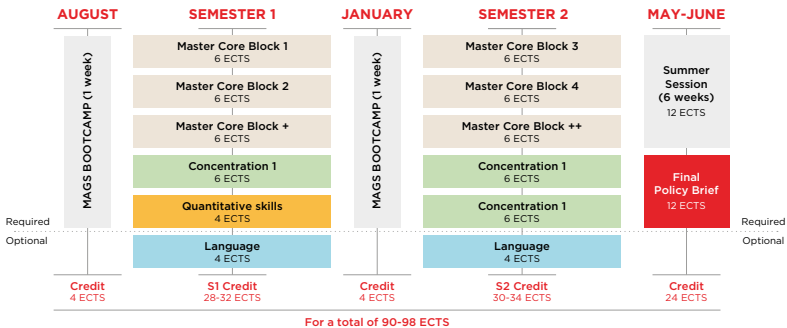 AUGUST
SEMESTER 1
JANUARY
SEMESTER 2
MAY-JUNE
MAGS BOOTCAMP (1 week)
Master Core Block 1
6 ECTS
Master Core Block 2
6 ECTS
Master Core Block +
6 ECTS
Concentration 1
6 ECTS
Quantitative skills
4 ECTS
Language
4 ECTS
MAGS BOOTCAMP (1 week)
Master Core Block 3
6 ECTS
Master Core Block 4
6 ECTS
Master Core Block ++
6 ECTS
Concentration 1
6 ECTS
Concentration 1
6 ECTS
Language
4 ECTS
Summer
Session
(6 weeks)
12 ECTS
Final
Policy Brief
12 ECTS
Required
Required
Optional
Optional
Credit
4 ECTS
S1 Credit
28-32 ECTS
Credit
4 ECTS
S2 Credit
30-34 ECTS
Credit
24 ECTS
For a total of 90-98 ECTS